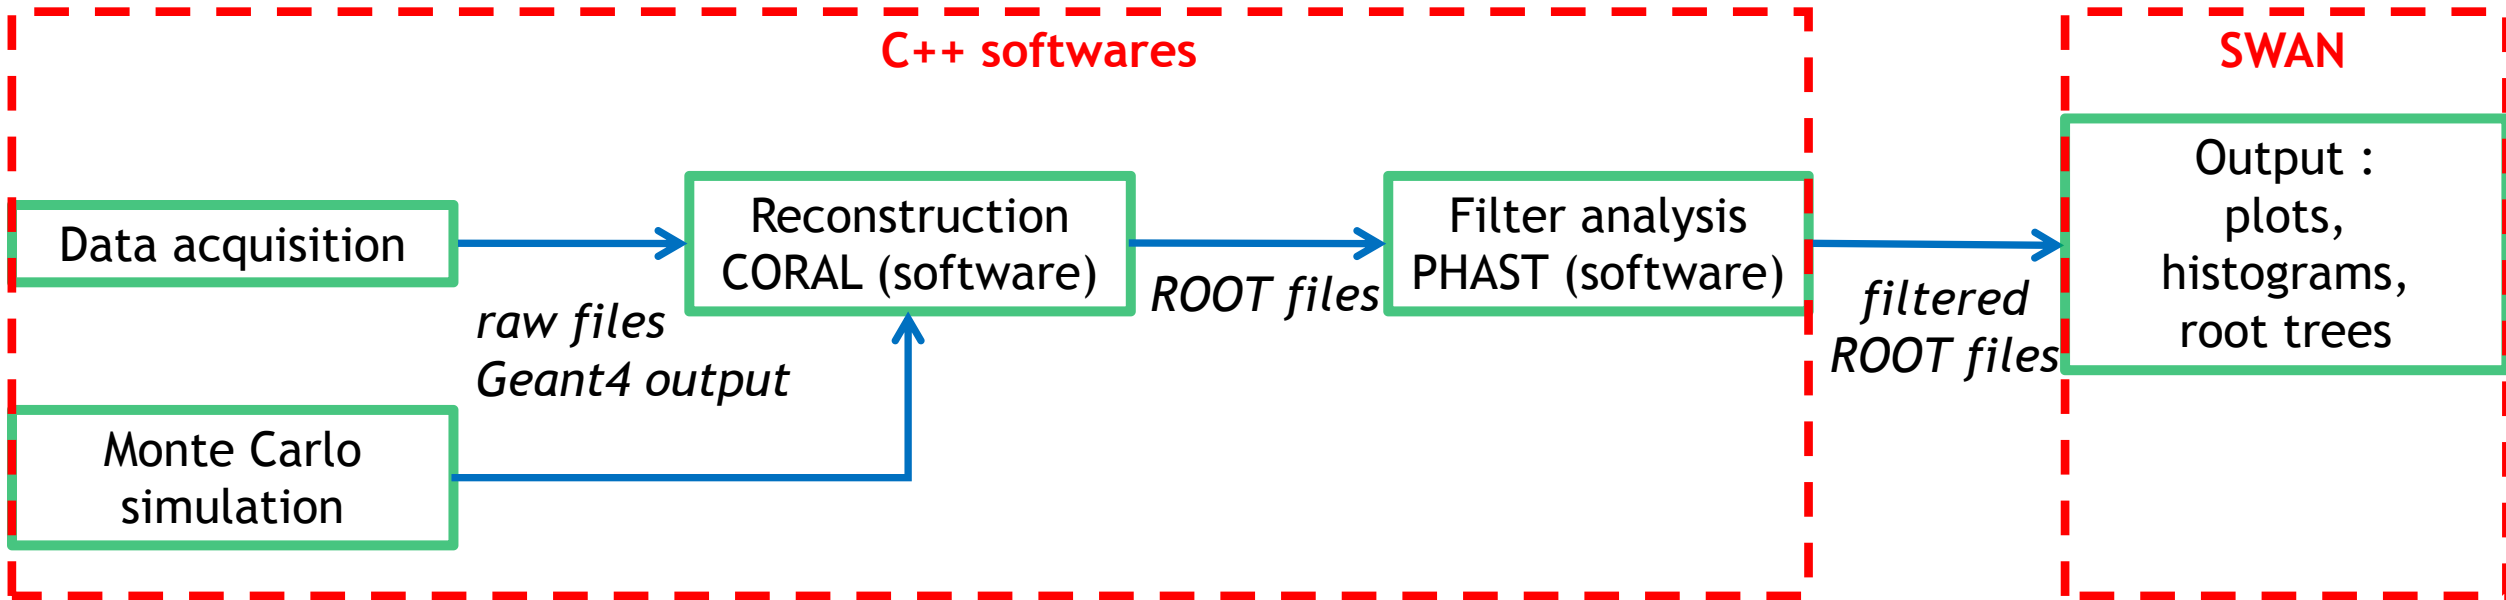 C++ softwares
SWAN
Data acquisition
raw files
Geant4 output
Monte Carlo
simulation
Reconstruction
CORAL (software)
ROOT files
Filter analysis
PHAST (software)
filtered
ROOT files
Output :
plots,
histograms,
root trees